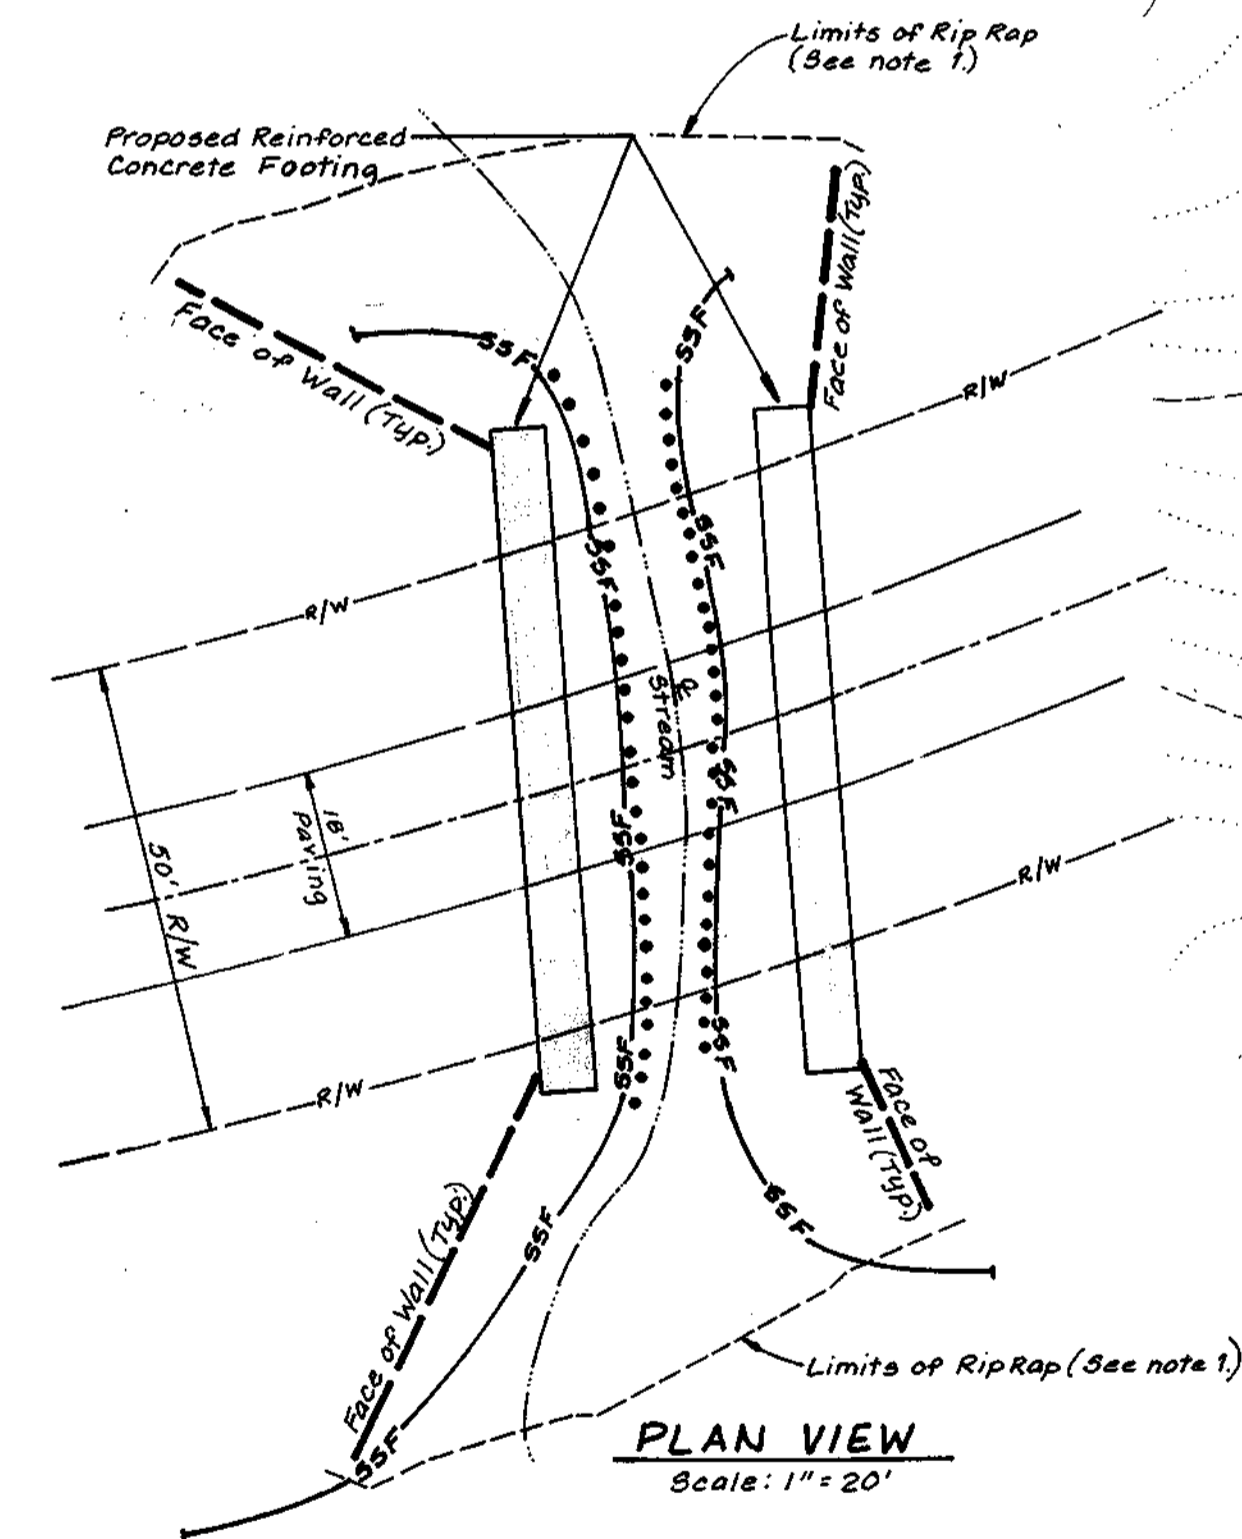 Limits of Rip Rap
(See note 1.)
Proposed Reinforced
Concrete Footing
Face of Wall (Typ.)
Face of Wall (Typ.)
SSF
SSF
R/W
R/W
SSF
SSF
℄
Stream
18'
Paving
50' R/W
SSF
SSF
R/W
R/W
SSF
SSF
Face of
Wall (Typ.)
SSF
SSF
Face of Wall (Typ.)
SSF
Limits of Rip Rap (See note 1.)
PLAN VIEW
Scale: 1" = 20'